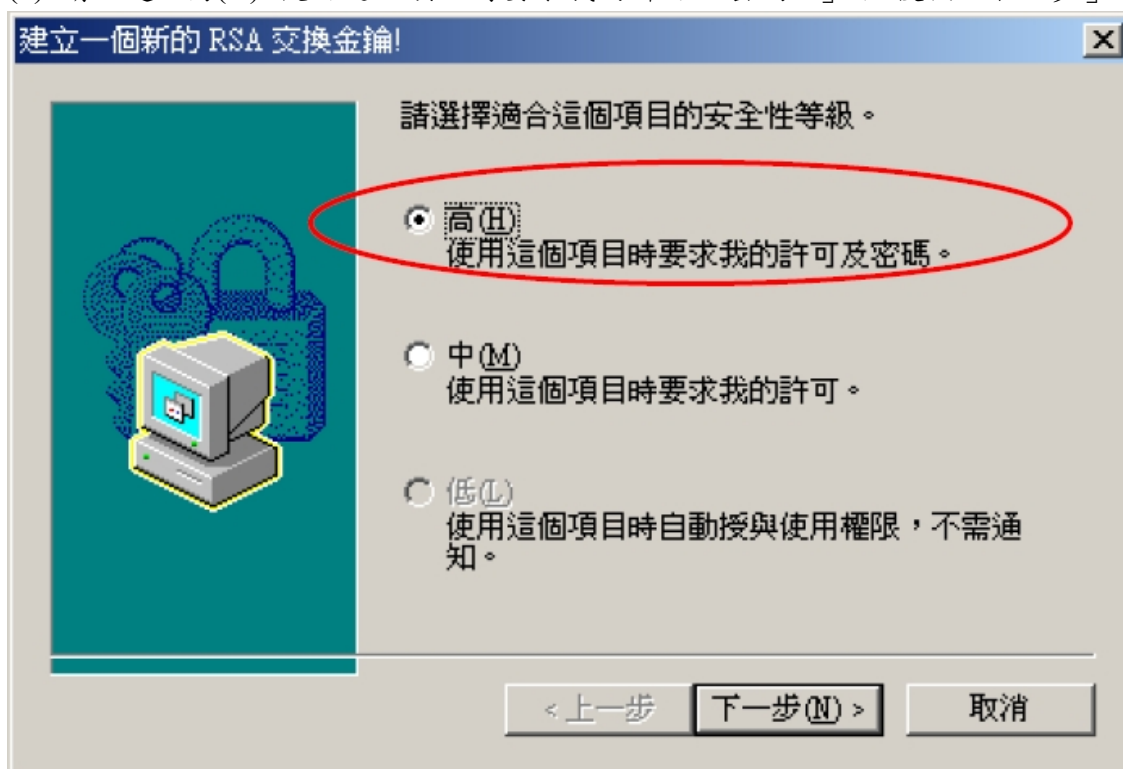 建立一個新的 RSA 交換金鑰!
請選擇適合這個項目的安全性等級。
高(H)
使用這個項目時要求我的許可及密碼。
中(M)
使用這個項目時要求我的許可。
低(L)
使用這個項目時自動授與使用權限，不需通
知。
<上一步
下一步(N) >
取消